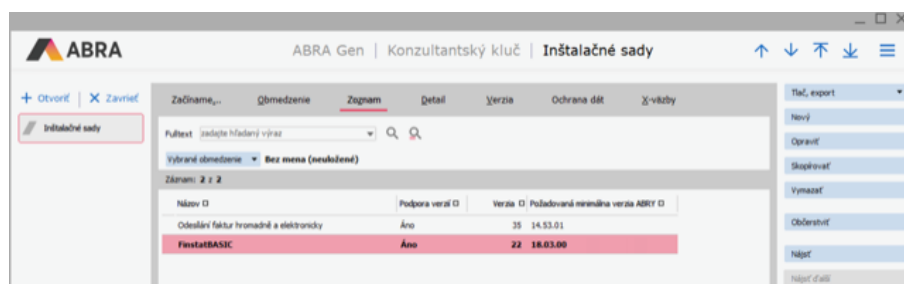 ABRA
ABRA Gen | Konzultantský kluč | Inštalačné sady
+ Otvoriť | X Zavrieť
Inštalačné sady
Začíname,..
Obmedzenie
Zoznam
Detail
Verzia
Ochrana dát
X-väzby
Fulltext zadajte hľadaný výraz
Vybrané obmedzenie Bez mena (neuložené)
Záznam: 2 z 2
Názov Podpora verzí Verzia Požadovaná minimálna verzia ABRY
Odesílání faktur hromadně a elektronicky Áno 35 14.53.01
FinstatBASIC Áno 22 18.03.00
Tlač, export
Nový
Opraviť
Skopírovať
Vymazať
Občerstviť
Nájsť
Nájsť ďalší